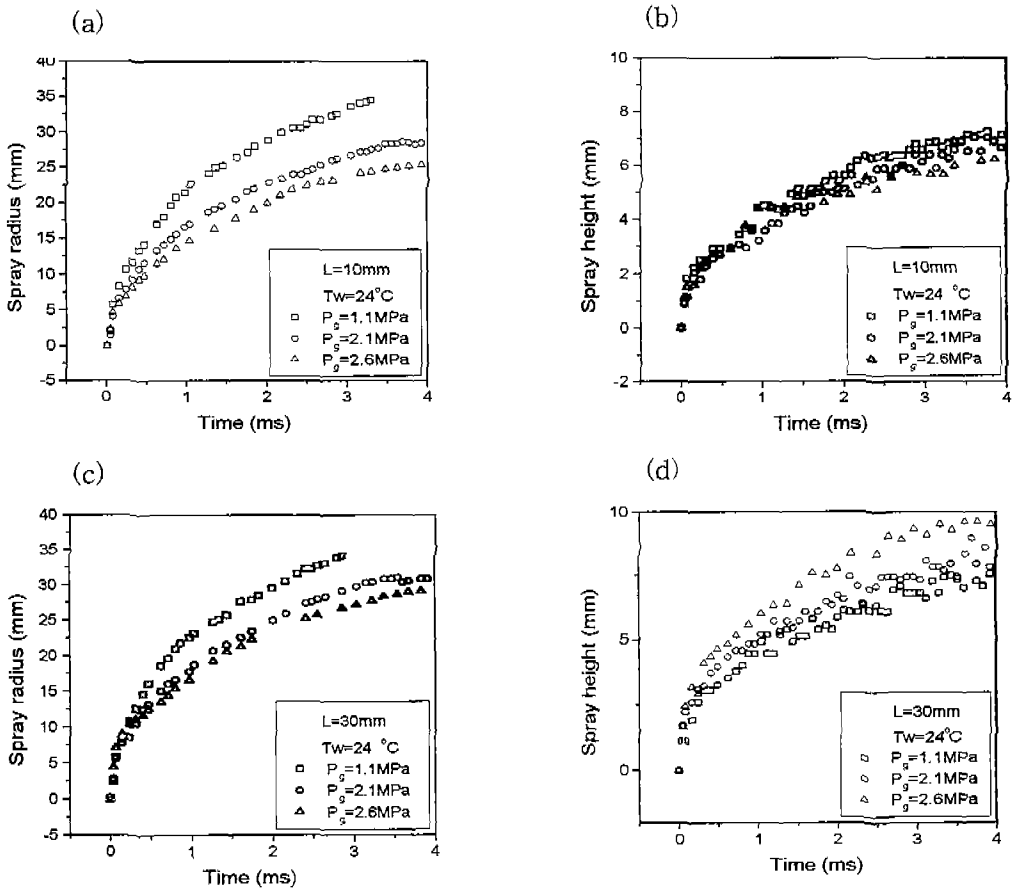 (a)
40
35
30
25
20
15
10
5
0
-5
Spray radius (mm)
L=10mm
Tw=24°C
Pg=1.1MPa
Pg=2.1MPa
Pg=2.6MPa
0 1 2 3 4
Time (ms)
(b)
10
8
6
4
2
0
-2
Spray height (mm)
L=10mm
Tw=24 °C
Pg=1.1MPa
Pg=2.1MPa
Pg=2.6MPa
0 1 2 3 4
Time (ms)
(c)
40
35
30
25
20
15
10
5
0
-5
Spray radius (mm)
L=30mm
Tw=24 °C
Pg=1.1MPa
Pg=2.1MPa
Pg=2.6MPa
0 1 2 3 4
Time (ms)
(d)
10
5
0
Spray height (mm)
L=30mm
Tw=24°C
Pg=1.1MPa
Pg=2.1MPa
Pg=2.6MPa
0 1 2 3 4
Time (ms)